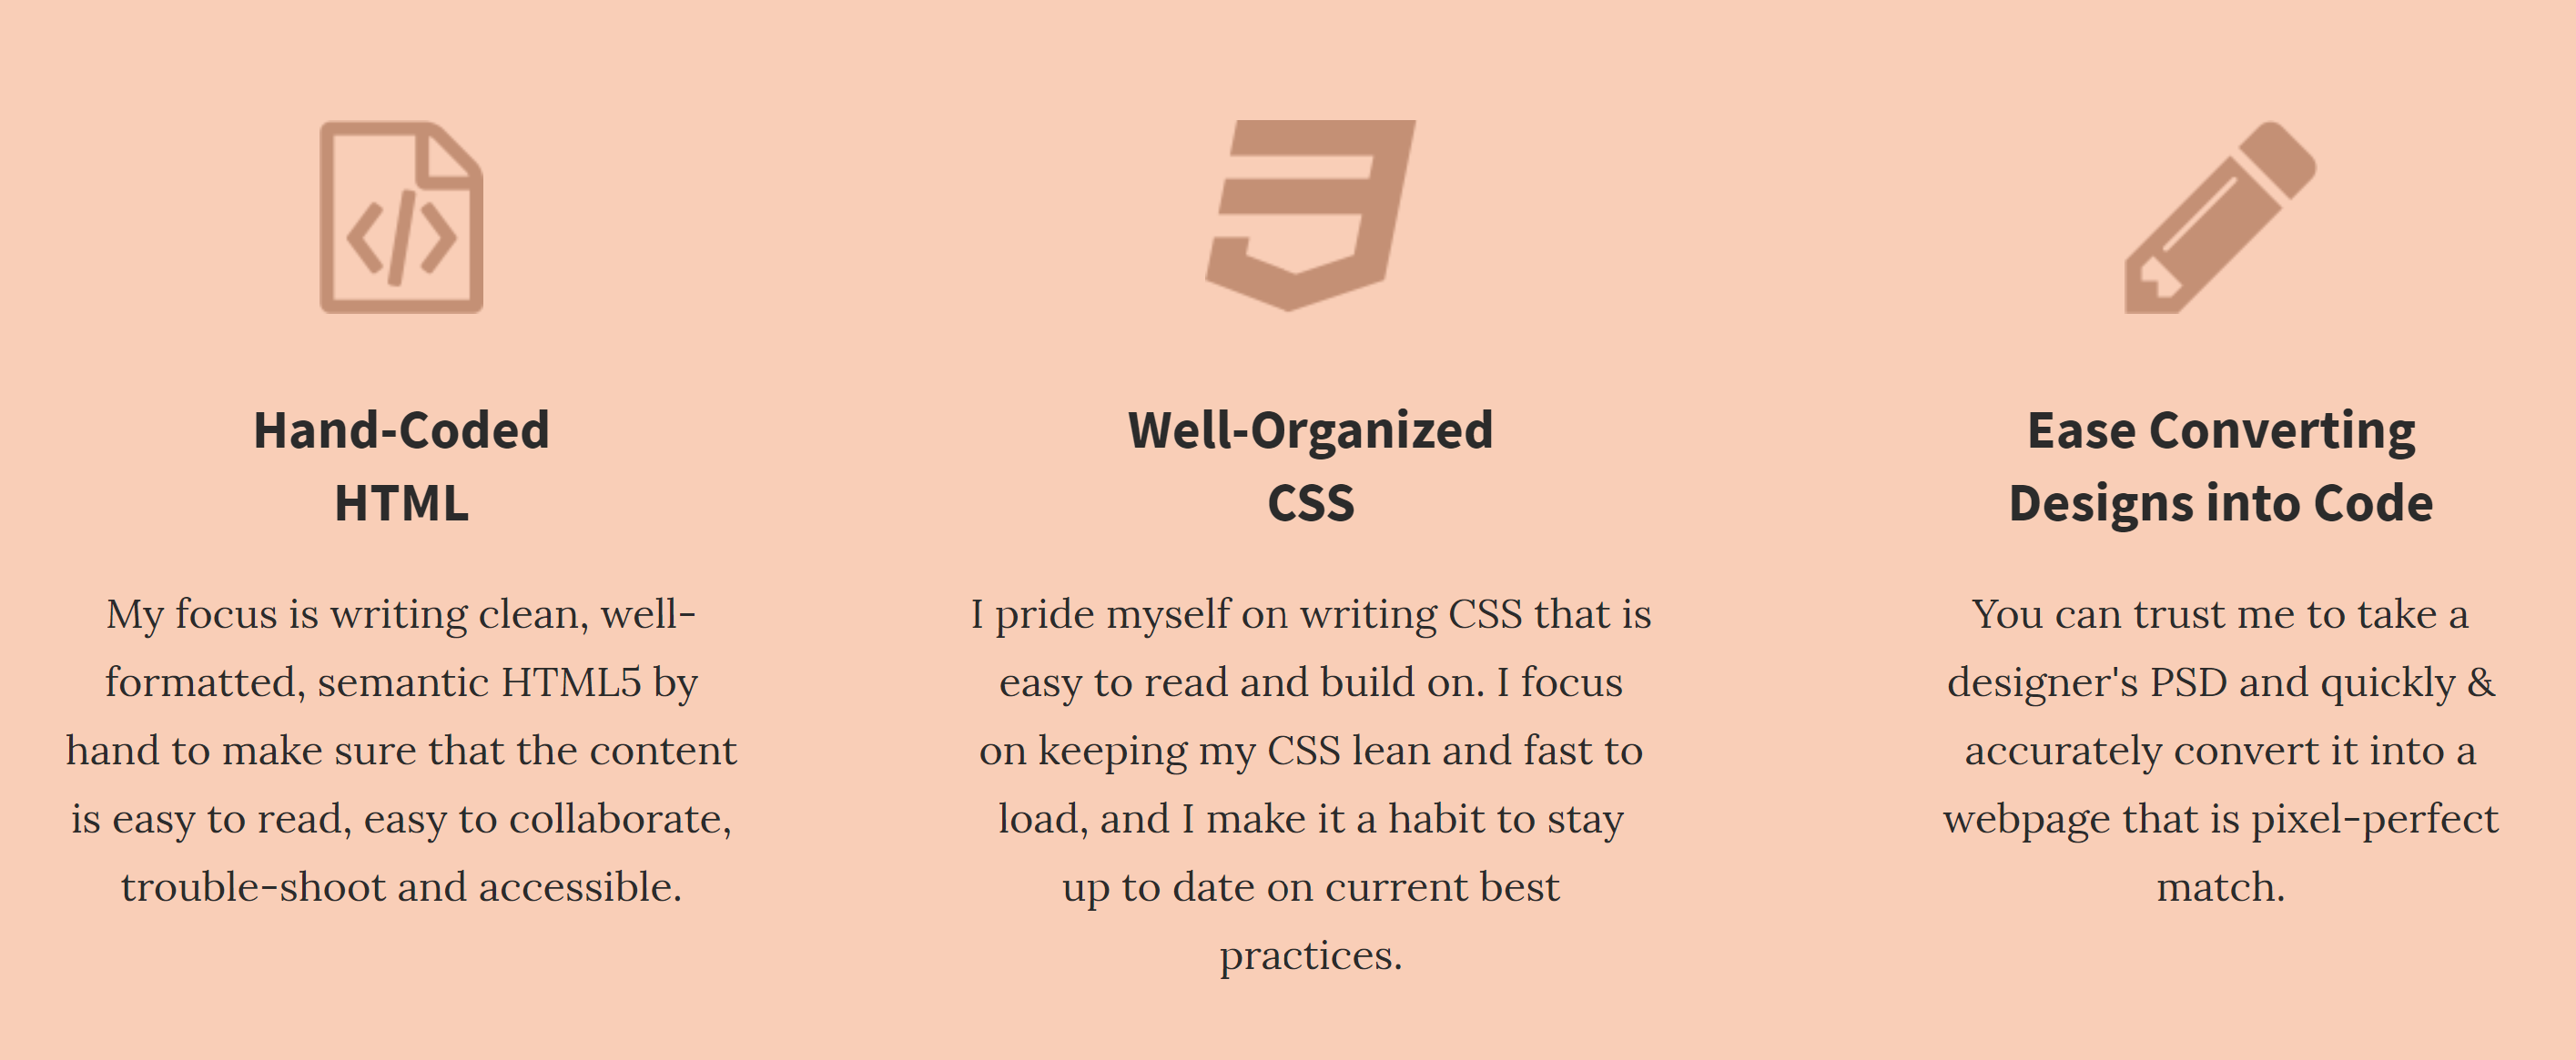 Hand-Coded
HTML
My focus is writing clean, well-
formatted, semantic HTML5 by
hand to make sure that the content
is easy to read, easy to collaborate,
trouble-shoot and accessible.
Well-Organized
CSS
I pride myself on writing CSS that is
easy to read and build on. I focus
on keeping my CSS lean and fast to
load, and I make it a habit to stay
up to date on current best
practices.
Ease Converting
Designs into Code
You can trust me to take a
designer's PSD and quickly &
accurately convert it into a
webpage that is pixel-perfect
match.